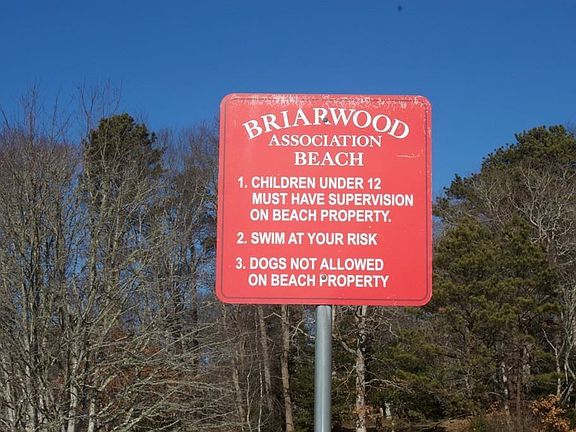 BRIARWOOD
ASSOCIATION
BEACH
1. CHILDREN UNDER 12
MUST HAVE SUPERVISION
ON BEACH PROPERTY.
2. SWIM AT YOUR RISK
3. DOGS NOT ALLOWED
ON BEACH PROPERTY